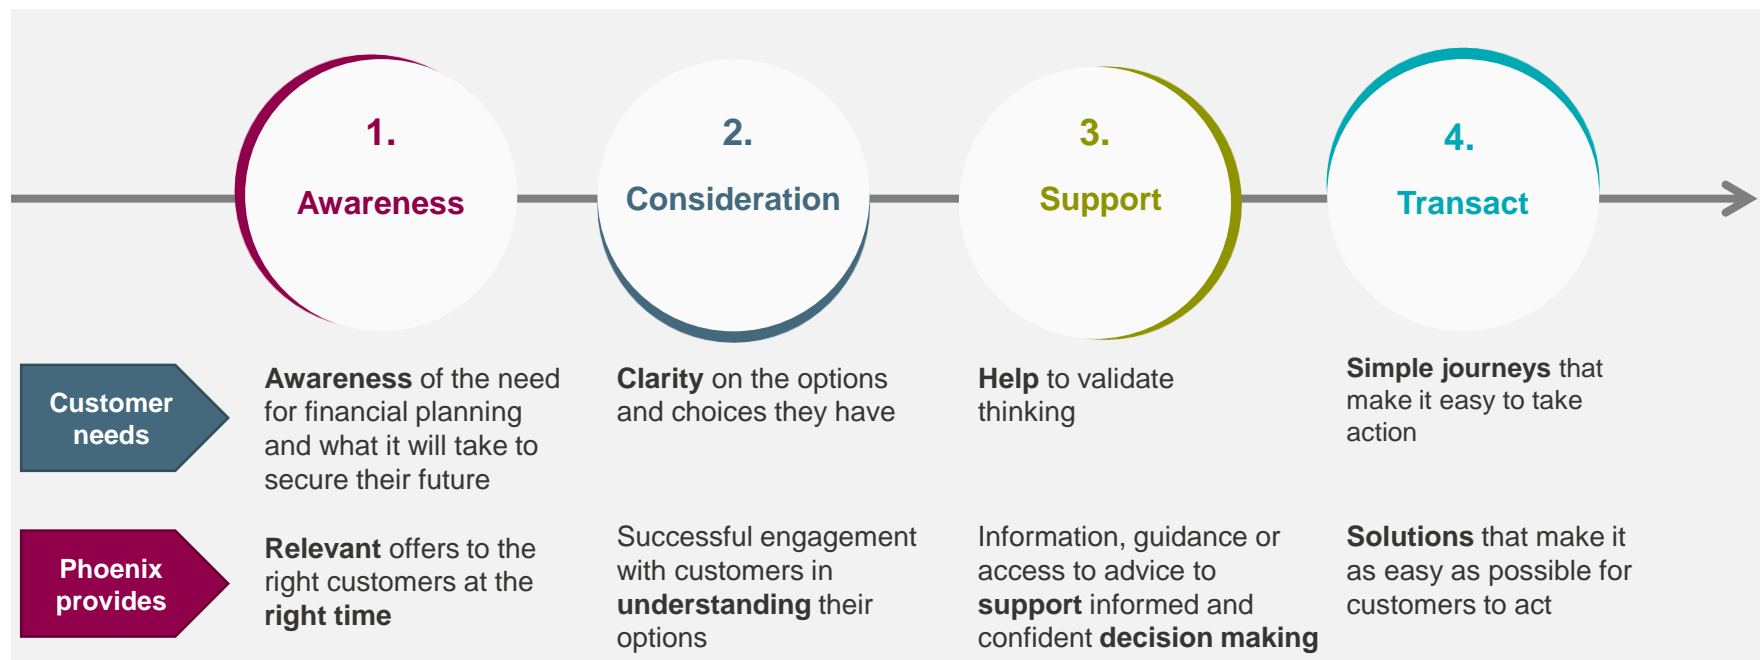 1.
Awareness
2.
Consideration
3.
Support
4.
Transact
Customer
needs
Awareness of the need
for financial planning
and what it will take to
secure their future
Clarity on the options
and choices they have
Help to validate
thinking
Simple journeys that
make it easy to take
action
Phoenix
provides
Relevant offers to the
right customers at the
right time
Successful engagement
with customers in
understanding their
options
Information, guidance or
access to advice to
support informed and
confident decision making
Solutions that make it
as easy as possible for
customers to act